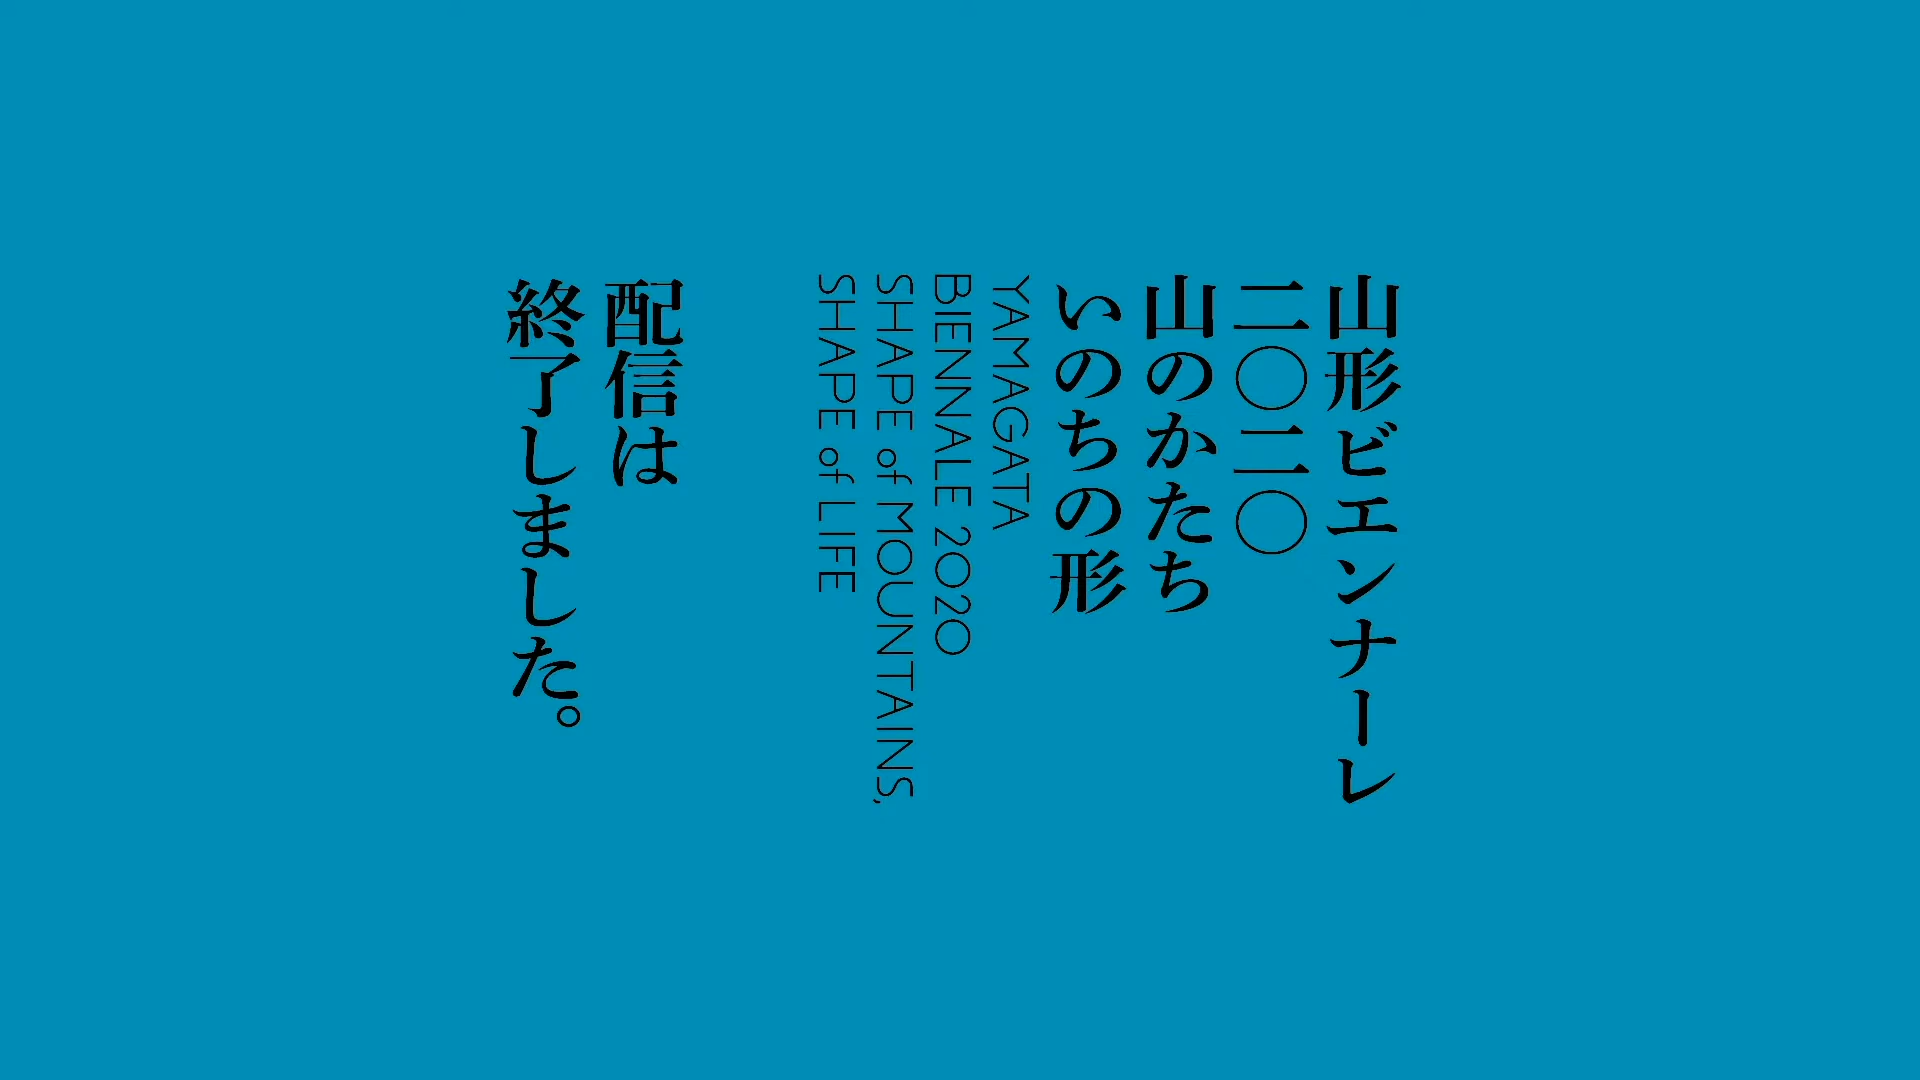 山形ビエンナーレ
二〇二〇
山のかたち
いのちの形
YAMAGATA
BIENNALE 2020
SHAPE of MOUNTAINS,
SHAPE of LIFE
配信は
終了しました。